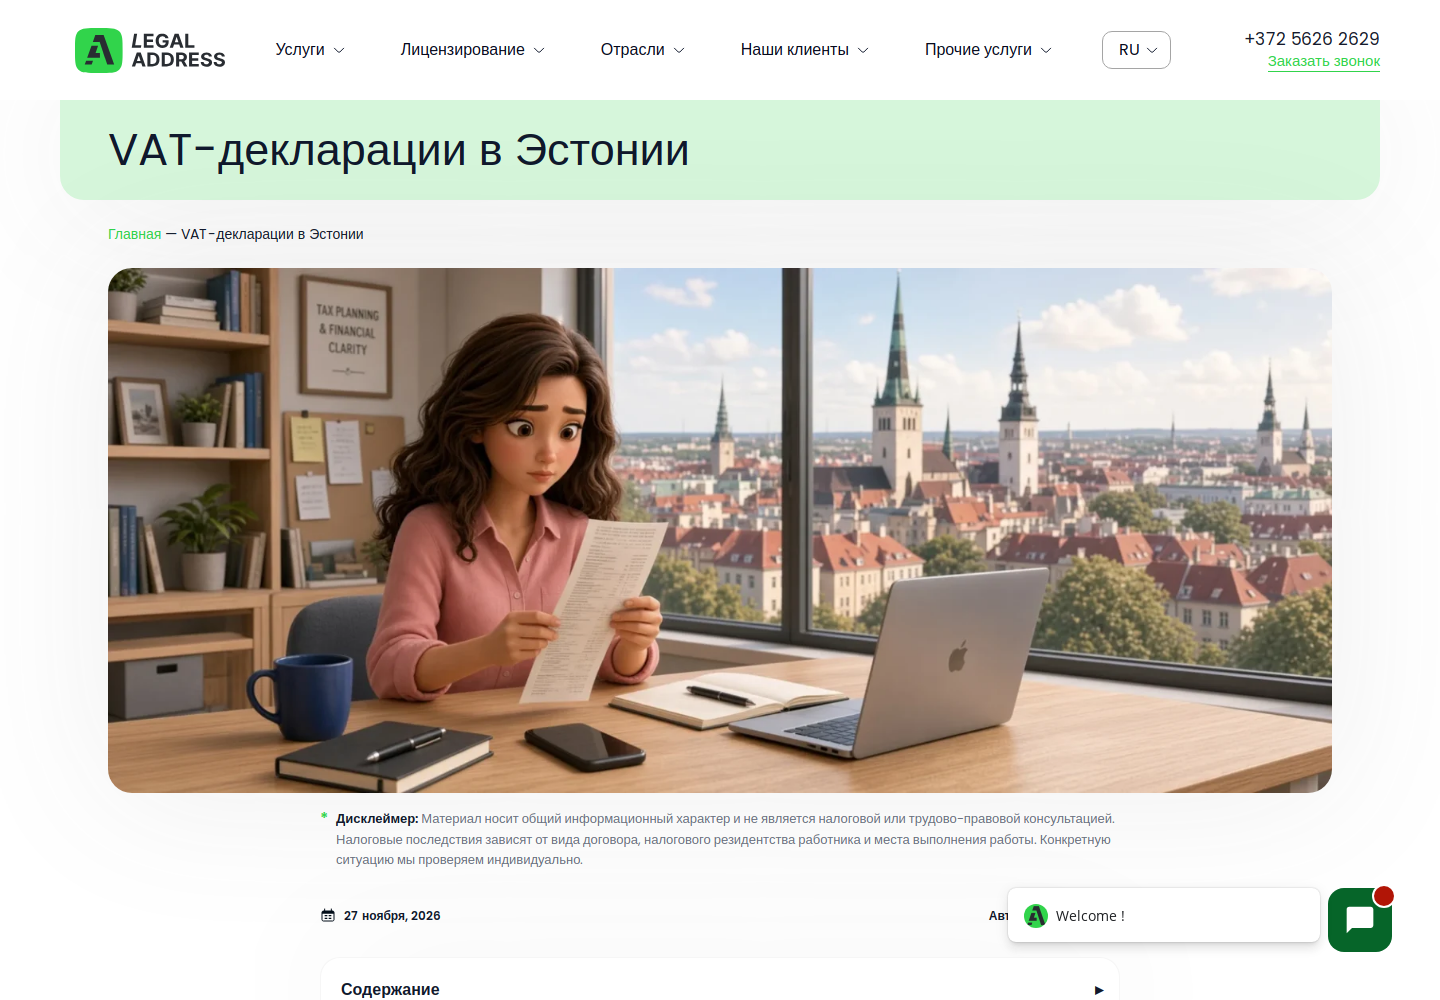 LEGAL
ADDRESS
Услуги
Лицензирование
Отрасли
Наши клиенты
Прочие услуги
RU
+372 5626 2629
Заказать звонок
VAT-декларации в Эстонии
Главная — VAT-декларации в Эстонии
TAX PLANNING
& FINANCIAL
CLARITY
* Дисклеймер: Материал носит общий информационный характер и не является налоговой или трудово-правовой консультацией.
Налоговые последствия зависят от вида договора, налогового резидентства работника и места выполнения работы. Конкретную
ситуацию мы проверяем индивидуально.
27 ноября, 2026
Welcome !
Содержание